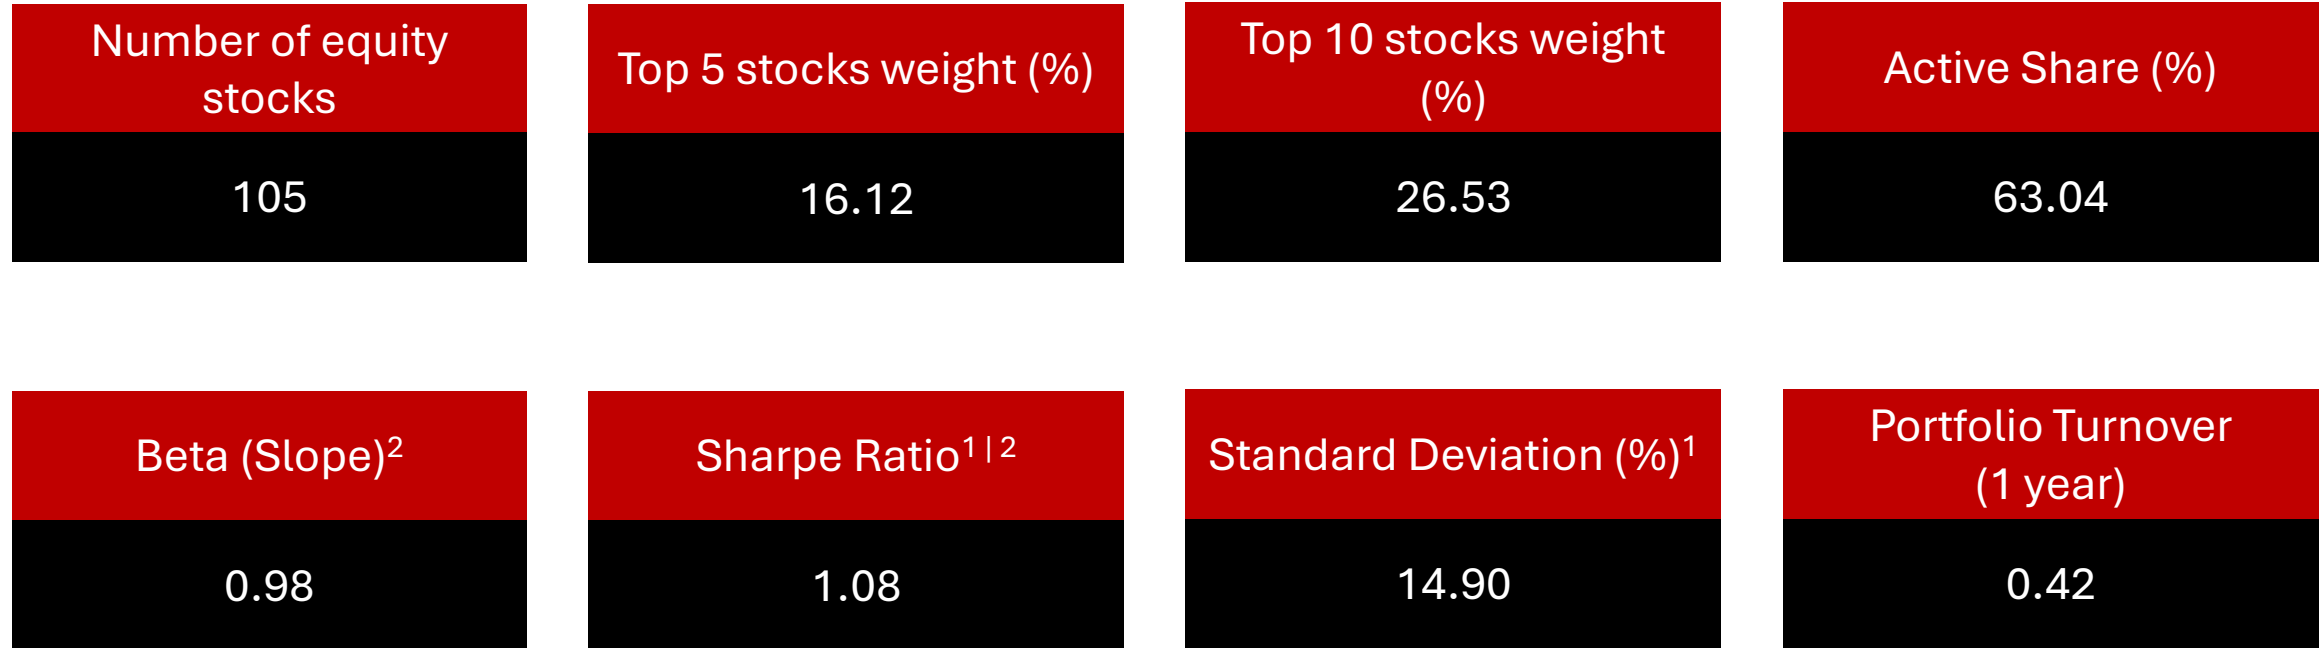 Number of equity
stocks
105
Top 5 stocks weight (%)
16.12
Top 10 stocks weight
(%)
26.53
Active Share (%)
63.04
Beta (Slope)²
0.98
Sharpe Ratio¹ | ²
1.08
Standard Deviation (%)¹
14.90
Portfolio Turnover
(1 year)
0.42